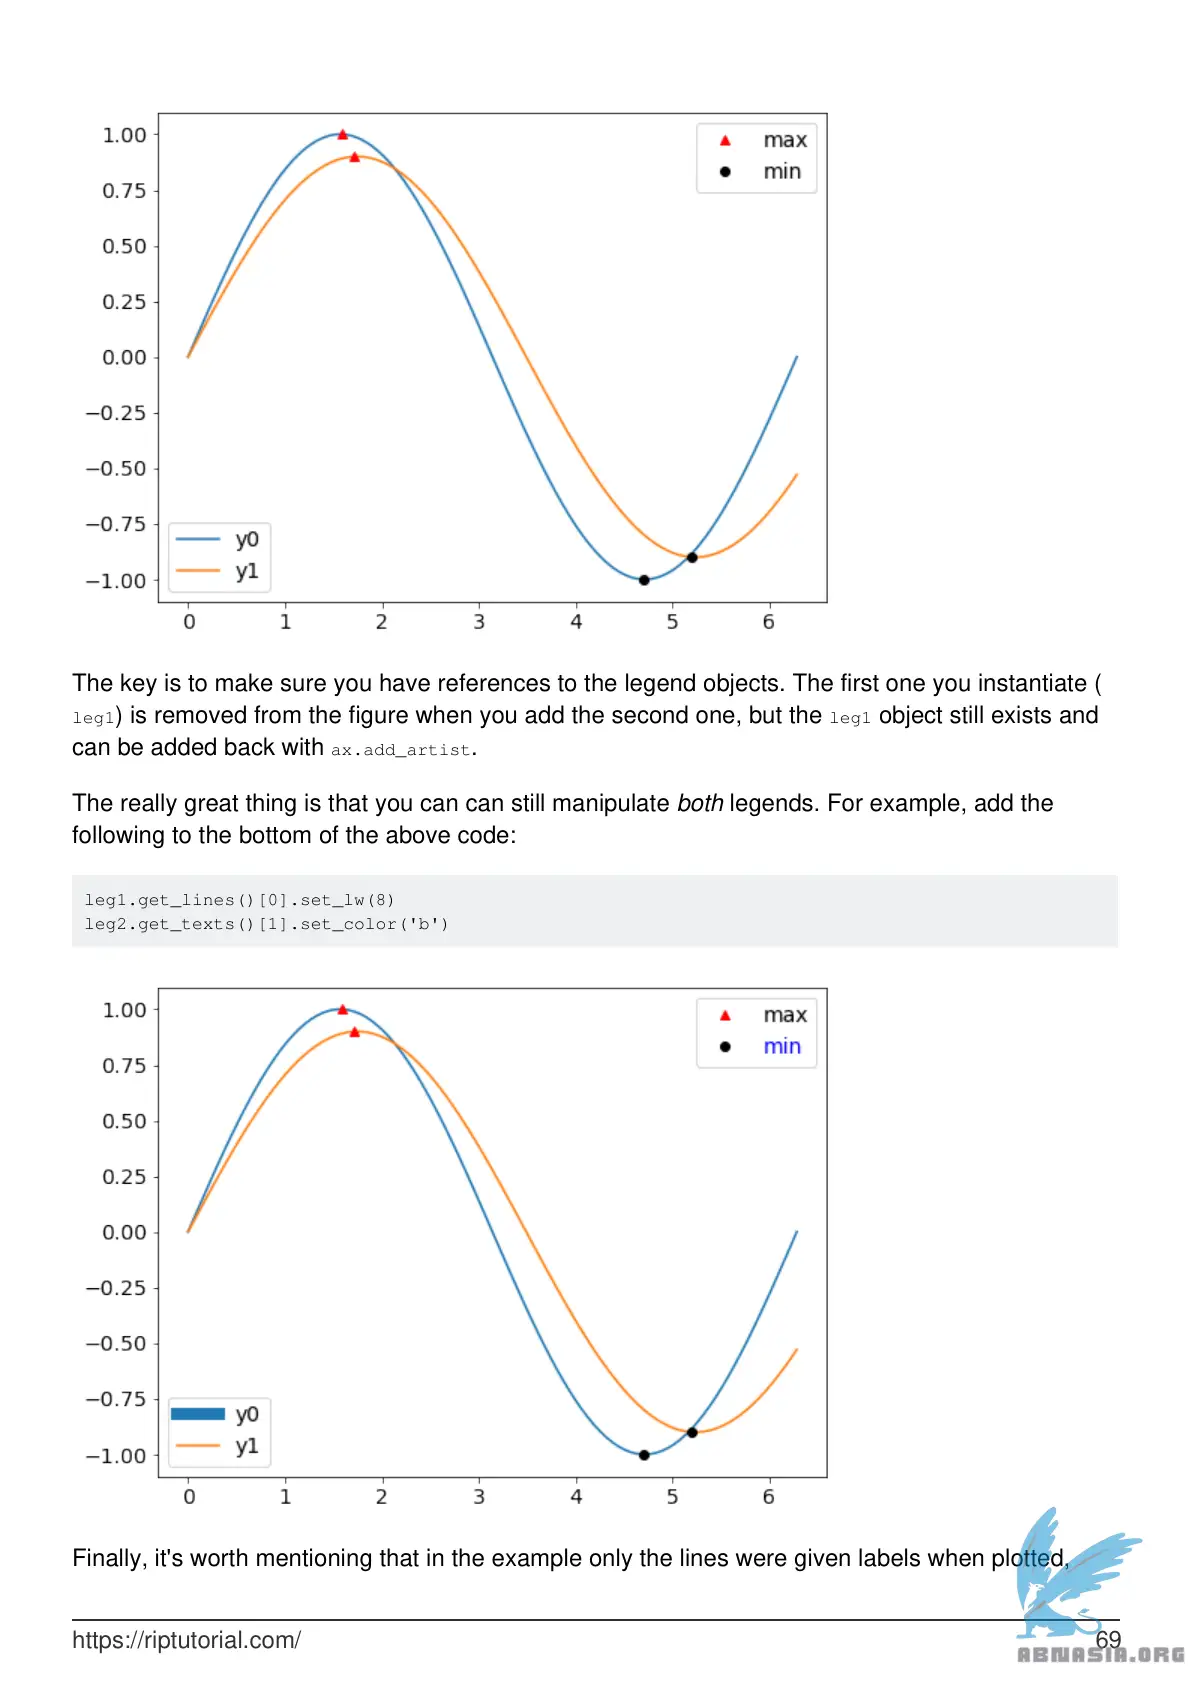 1.00
0.75
0.50
0.25
0.00
−0.25
−0.50
−0.75
−1.00
max
min
y0
y1
0 1 2 3 4 5 6
The key is to make sure you have references to the legend objects. The first one you instantiate (
leg1) is removed from the figure when you add the second one, but the leg1 object still exists and
can be added back with ax.add_artist.
The really great thing is that you can can still manipulate both legends. For example, add the
following to the bottom of the above code:
leg1.get_lines()[0].set_lw(8)
leg2.get_texts()[1].set_color('b')
1.00
0.75
0.50
0.25
0.00
−0.25
−0.50
−0.75
−1.00
max
min
y0
y1
0 1 2 3 4 5 6
Finally, it's worth mentioning that in the example only the lines were given labels when plotted,
https://riptutorial.com/ 69
ABMASIA.ORG